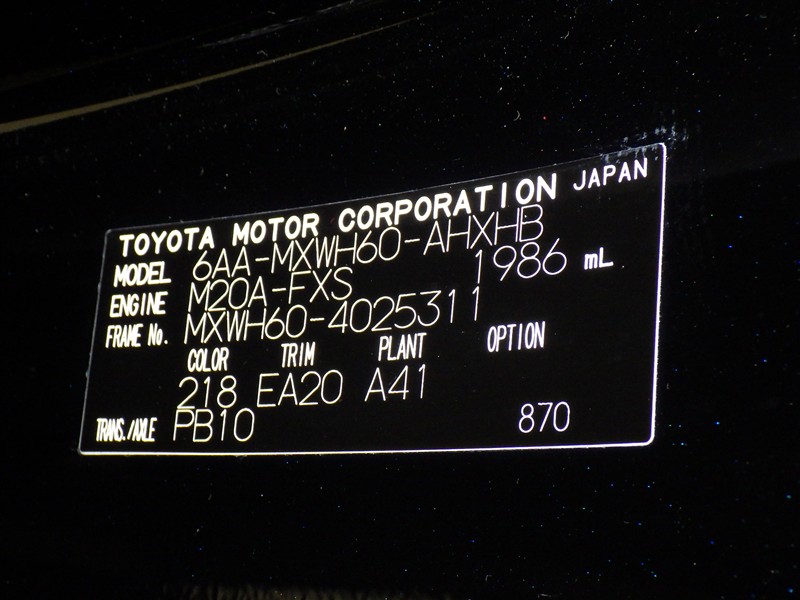 TOYOTA MOTOR CORPORATION JAPAN
MODEL 6AA-MXWH60-AHXHB
ENGINE M20A-FXS 1986 mL
FRAME No. MXWH60-4025311
COLOR TRIM PLANT OPTION
218 EA20 A41
TRANS./AXLE PB10 870